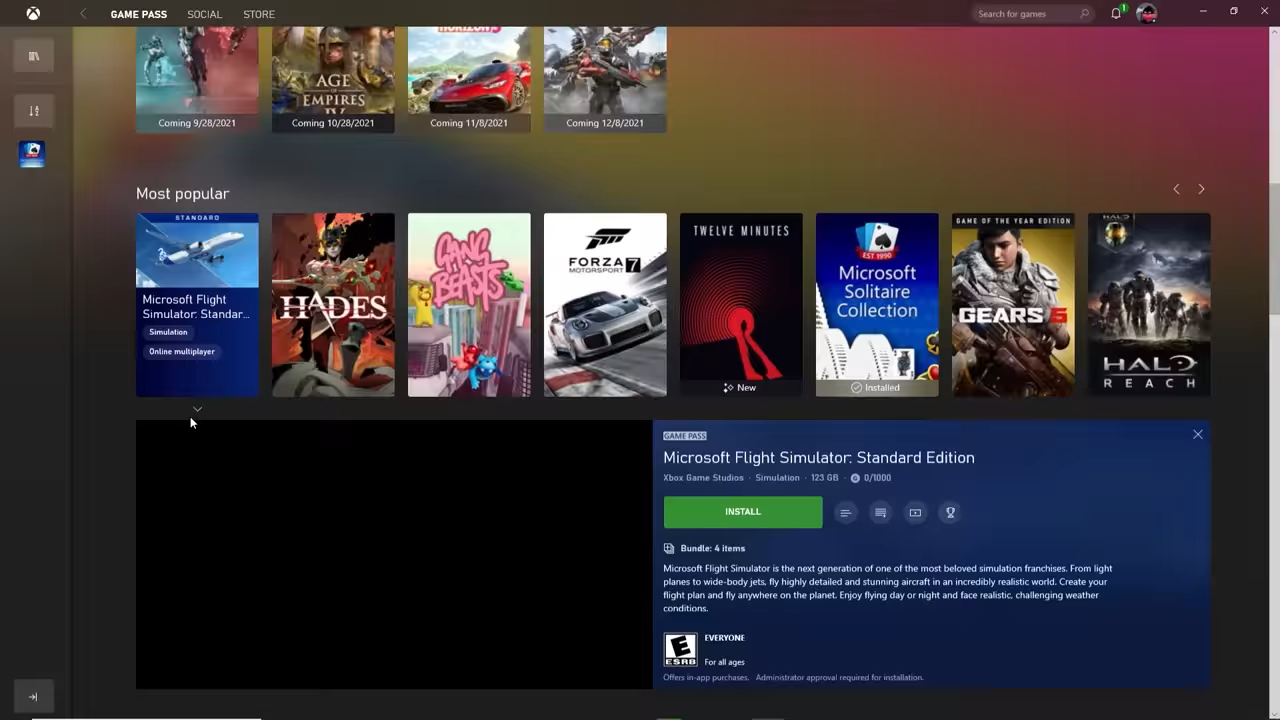 GAME PASS
SOCIAL
STORE
Search for games
1
HORIZON 5
AGE OF
EMPIRES
IV
Coming 9/28/2021
Coming 10/28/2021
Coming 11/8/2021
Coming 12/8/2021
Most popular
STANDARD
Microsoft Flight
Simulator: Standar...
Simulation
Online multiplayer
HADES
GANG
BEASTS
FORZA
MOTORSPORT 7
TWELVE MINUTES
New
EST 1990
Microsoft
Solitaire
Collection
Installed
GAME OF THE YEAR EDITION
GEARS 5
HALO
HALO
REACH
GAME PASS
Microsoft Flight Simulator: Standard Edition
Xbox Game Studios · Simulation · 123 GB · G 0/1000
INSTALL
Bundle: 4 items
Microsoft Flight Simulator is the next generation of one of the most beloved simulation franchises. From light
planes to wide-body jets, fly highly detailed and stunning aircraft in an incredibly realistic world. Create your
flight plan and fly anywhere on the planet. Enjoy flying day or night and face realistic, challenging weather
conditions.
E
ESRB
EVERYONE
For all ages
Offers in-app purchases. Administrator approval required for installation.